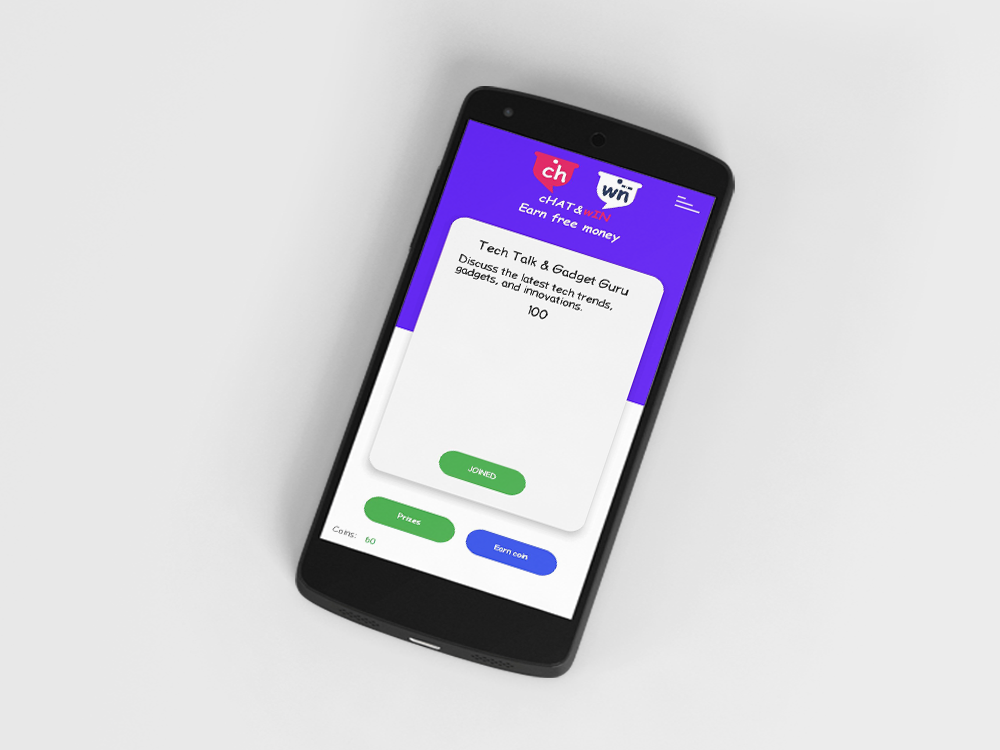 ch
wn
cHAT&wIN
Earn free money
Tech Talk & Gadget Guru
Discuss the latest tech trends,
gadgets, and innovations.
100
JOINED
Prizes
Earn coin
Coins: 60